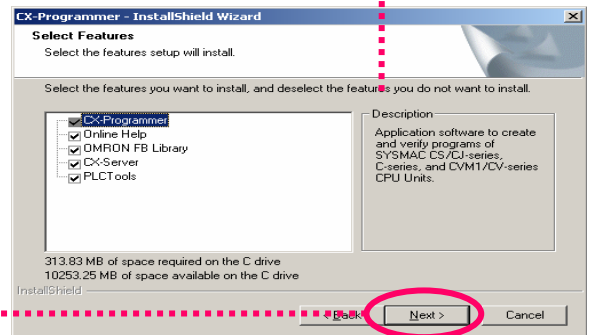 CX-Programmer - InstallShield Wizard
Select Features
Select the features setup will install.
Select the features you want to install, and deselect the features you do not want to install.
CX-Programmer
Online Help
OMRON FB Library
CX-Server
PLCTools
Description
Application software to create
and verify programs of
SYSMAC CS/CJ-series,
C-series, and CVM1/CV-series
CPU Units.
313.83 MB of space required on the C drive
10253.25 MB of space available on the C drive
InstallShield
< Back
Next >
Cancel